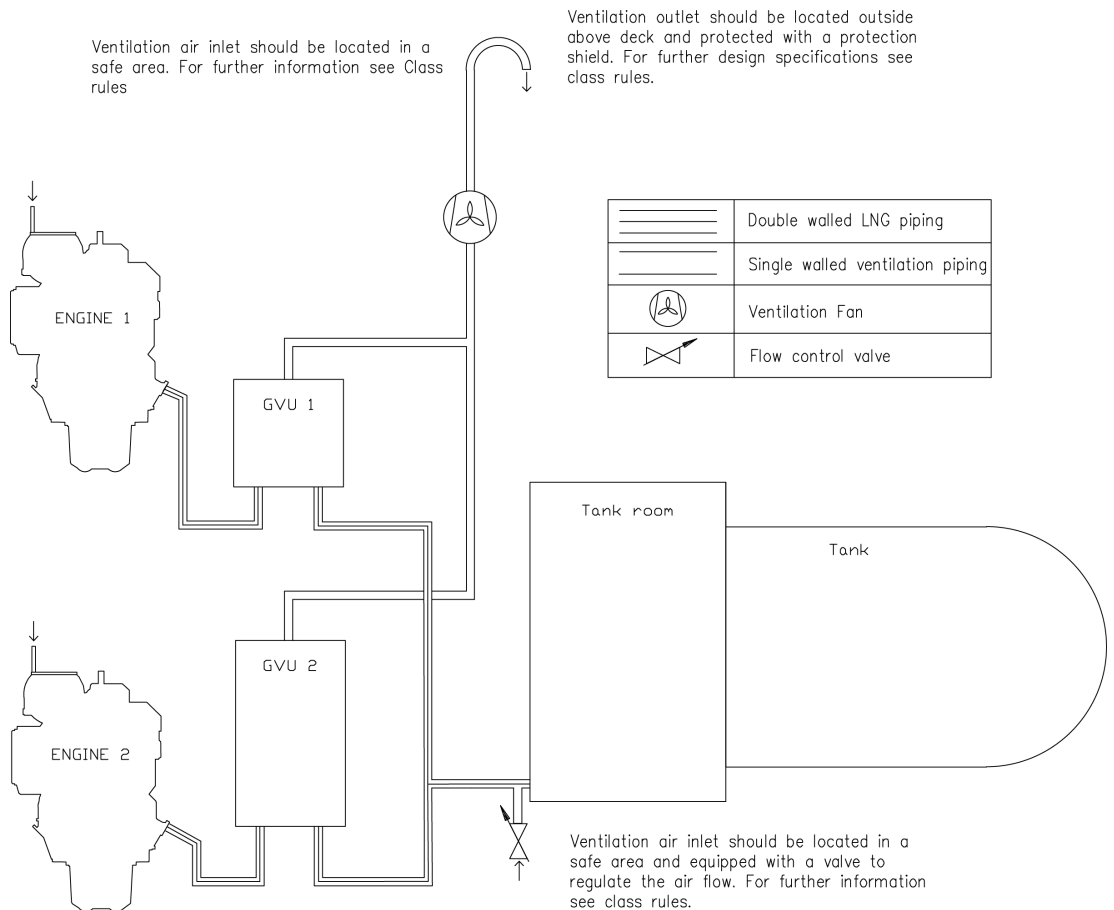 Ventilation air inlet should be located in a
safe area. For further information see Class
rules
Ventilation outlet should be located outside
above deck and protected with a protection
shield. For further design specifications see
class rules.
Double walled LNG piping
Single walled ventilation piping
Ventilation Fan
Flow control valve
ENGINE 1
GVU 1
Tank room
Tank
GVU 2
ENGINE 2
Ventilation air inlet should be located in a
safe area and equipped with a valve to
regulate the air flow. For further information
see class rules.